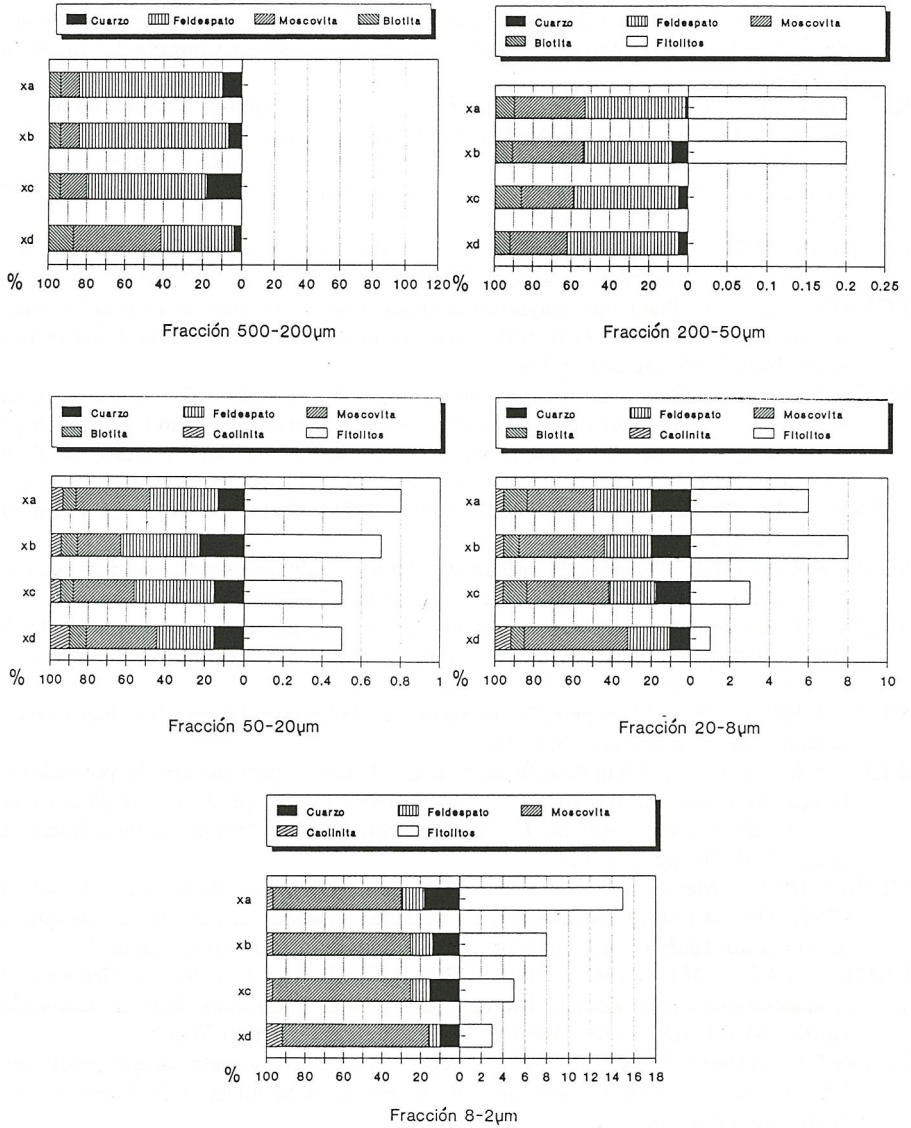 Cuarzo Feldespato Moscovita Biotita
xa
xb
xc
xd
% 100 80 60 40 20 0 20 40 60 80 100 120
Fracción 500-200µm
Cuarzo Feldespato Moscovita
Biotita Fitolitos
xa
xb
xc
xd
% 100 80 60 40 20 0 0.05 0.1 0.15 0.2 0.25
Fracción 200-50µm
Cuarzo Feldespato Moscovita
Biotita Caolinita Fitolitos
xa
xb
xc
xd
% 100 80 60 40 20 0 0.2 0.4 0.6 0.8 1
Fracción 50-20µm
Cuarzo Feldespato Moscovita
Biotita Caolinita Fitolitos
xa
xb
xc
xd
% 100 80 60 40 20 0 2 4 6 8 10
Fracción 20-8µm
Cuarzo Feldespato Moscovita
Caolinita Fitolitos
xa
xb
xc
xd
% 100 80 60 40 20 0 2 4 6 8 10 12 14 16 18
Fracción 8-2µm